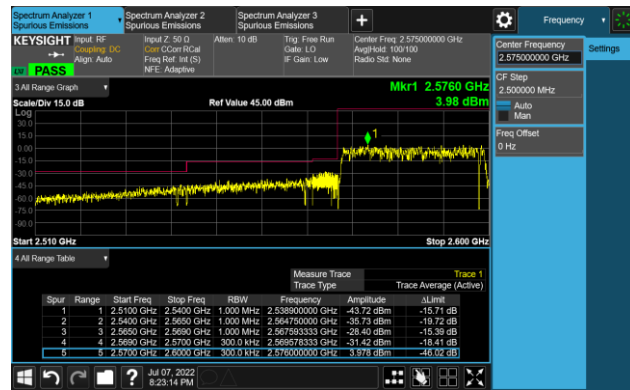 Spectrum Analyzer 1
Spurious Emissions
Spectrum Analyzer 2
Spurious Emissions
Spectrum Analyzer 3
Spurious Emissions
Frequency
KEYSIGHT
Input: RF
Coupling: DC
Align: Auto
Input Z: 50 Ω
Corr CCorr RCal
Freq Ref: Int (S)
NFE: Adaptive
Atten: 10 dB
Trig: Free Run
Gate: LO
IF Gain: Low
Center Freq: 2.575000000 GHz
Avg|Hold: 100/100
Radio Std: None
PASS
Center Frequency
2.575000000 GHz
Settings
CF Step
2.500000 MHz
Auto
Man
Freq Offset
0 Hz
3 All Range Graph
Mkr1 2.5760 GHz
Scale/Div 15.0 dB
Ref Value 45.00 dBm
3.98 dBm
Log
30.0
15.0
0.00
-15.0
-30.0
-45.0
-60.0
-75.0
-90.0
1
Start 2.510 GHz
Stop 2.600 GHz
4 All Range Table
Measure Trace Trace 1
Trace Type Trace Average (Active)
Spur Range Start Freq Stop Freq RBW Frequency Amplitude ΔLimit
1 1 2.5100 GHz 2.5400 GHz 1.000 MHz 2.538900000 GHz -43.72 dBm -15.71 dB
2 2 2.5400 GHz 2.5650 GHz 1.000 MHz 2.564750000 GHz -35.73 dBm -19.72 dB
3 3 2.5650 GHz 2.5690 GHz 1.000 MHz 2.567593333 GHz -28.40 dBm -15.39 dB
4 4 2.5690 GHz 2.5700 GHz 300.0 kHz 2.569578333 GHz -31.42 dBm -18.41 dB
5 5 2.5700 GHz 2.6000 GHz 300.0 kHz 2.576000000 GHz 3.978 dBm -46.02 dB
Jul 07, 2022
8:23:14 PM